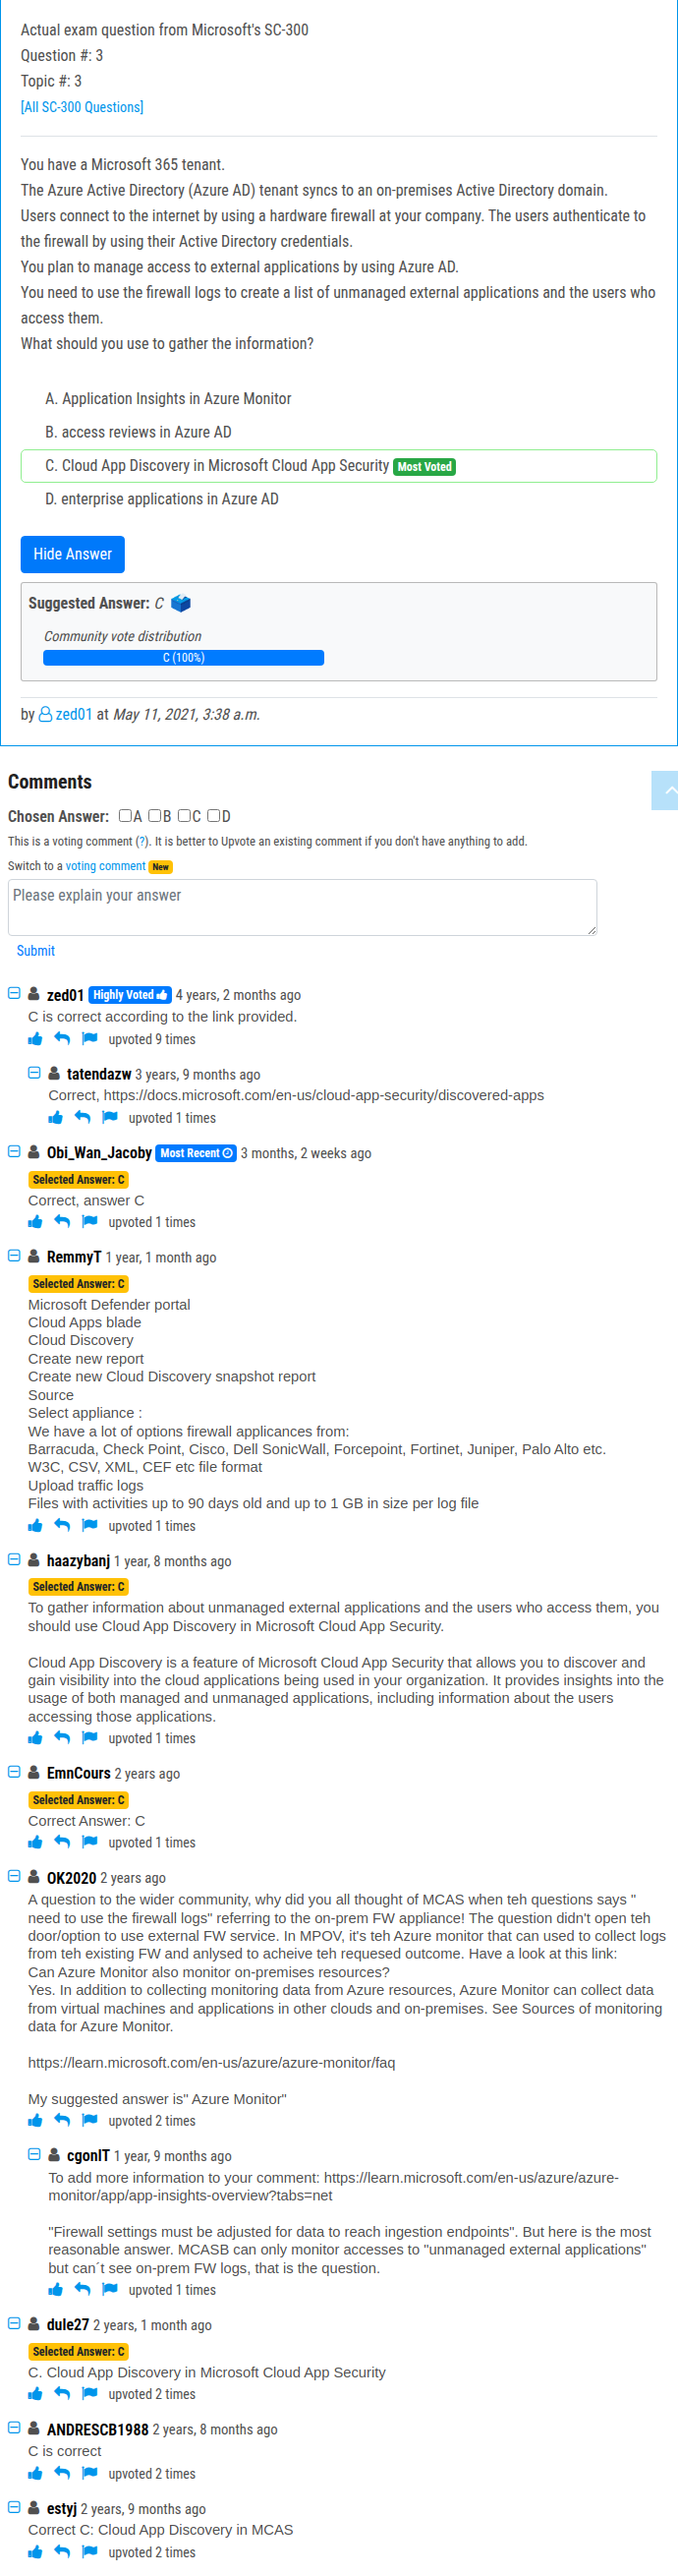 Actual exam question from Microsoft's SC-300
Question #: 3
Topic #: 3
[All SC-300 Questions]
You have a Microsoft 365 tenant.
The Azure Active Directory (Azure AD) tenant syncs to an on-premises Active Directory domain.
Users connect to the internet by using a hardware firewall at your company. The users authenticate to
the firewall by using their Active Directory credentials.
You plan to manage access to external applications by using Azure AD.
You need to use the firewall logs to create a list of unmanaged external applications and the users who
access them.
What should you use to gather the information?
A. Application Insights in Azure Monitor
B. access reviews in Azure AD
C. Cloud App Discovery in Microsoft Cloud App Security Most Voted
D. enterprise applications in Azure AD
Hide Answer
Suggested Answer: C
Community vote distribution
C (100%)
by zed01 at May 11, 2021, 3:38 a.m.
Comments
Chosen Answer: A B C D
This is a voting comment (?). It is better to Upvote an existing comment if you don't have anything to add.
Switch to a voting comment New
Please explain your answer
Submit
zed01 Highly Voted 4 years, 2 months ago
C is correct according to the link provided.
upvoted 9 times
tatendazw 3 years, 9 months ago
Correct, https://docs.microsoft.com/en-us/cloud-app-security/discovered-apps
upvoted 1 times
Obi_Wan_Jacoby Most Recent 3 months, 2 weeks ago
Selected Answer: C
Correct, answer C
upvoted 1 times
RemmyT 1 year, 1 month ago
Selected Answer: C
Microsoft Defender portal
Cloud Apps blade
Cloud Discovery
Create new report
Create new Cloud Discovery snapshot report
Source
Select appliance :
We have a lot of options firewall applicances from:
Barracuda, Check Point, Cisco, Dell SonicWall, Forcepoint, Fortinet, Juniper, Palo Alto etc.
W3C, CSV, XML, CEF etc file format
Upload traffic logs
Files with activities up to 90 days old and up to 1 GB in size per log file
upvoted 1 times
haazybanj 1 year, 8 months ago
Selected Answer: C
To gather information about unmanaged external applications and the users who access them, you
should use Cloud App Discovery in Microsoft Cloud App Security.
Cloud App Discovery is a feature of Microsoft Cloud App Security that allows you to discover and
gain visibility into the cloud applications being used in your organization. It provides insights into the
usage of both managed and unmanaged applications, including information about the users
accessing those applications.
upvoted 1 times
EmnCours 2 years ago
Selected Answer: C
Correct Answer: C
upvoted 1 times
OK2020 2 years ago
A question to the wider community, why did you all thought of MCAS when teh questions says "
need to use the firewall logs" referring to the on-prem FW appliance! The question didn't open teh
door/option to use external FW service. In MPOV, it's teh Azure monitor that can used to collect logs
from teh existing FW and anlysed to acheive teh requesed outcome. Have a look at this link:
Can Azure Monitor also monitor on-premises resources?
Yes. In addition to collecting monitoring data from Azure resources, Azure Monitor can collect data
from virtual machines and applications in other clouds and on-premises. See Sources of monitoring
data for Azure Monitor.
https://learn.microsoft.com/en-us/azure/azure-monitor/faq
My suggested answer is" Azure Monitor"
upvoted 2 times
cgonIT 1 year, 9 months ago
To add more information to your comment: https://learn.microsoft.com/en-us/azure/azure-
monitor/app/app-insights-overview?tabs=net
"Firewall settings must be adjusted for data to reach ingestion endpoints". But here is the most
reasonable answer. MCASB can only monitor accesses to "unmanaged external applications"
but can´t see on-prem FW logs, that is the question.
upvoted 1 times
dule27 2 years, 1 month ago
Selected Answer: C
C. Cloud App Discovery in Microsoft Cloud App Security
upvoted 2 times
ANDRESCB1988 2 years, 8 months ago
C is correct
upvoted 2 times
estyj 2 years, 9 months ago
Correct C: Cloud App Discovery in MCAS
upvoted 2 times